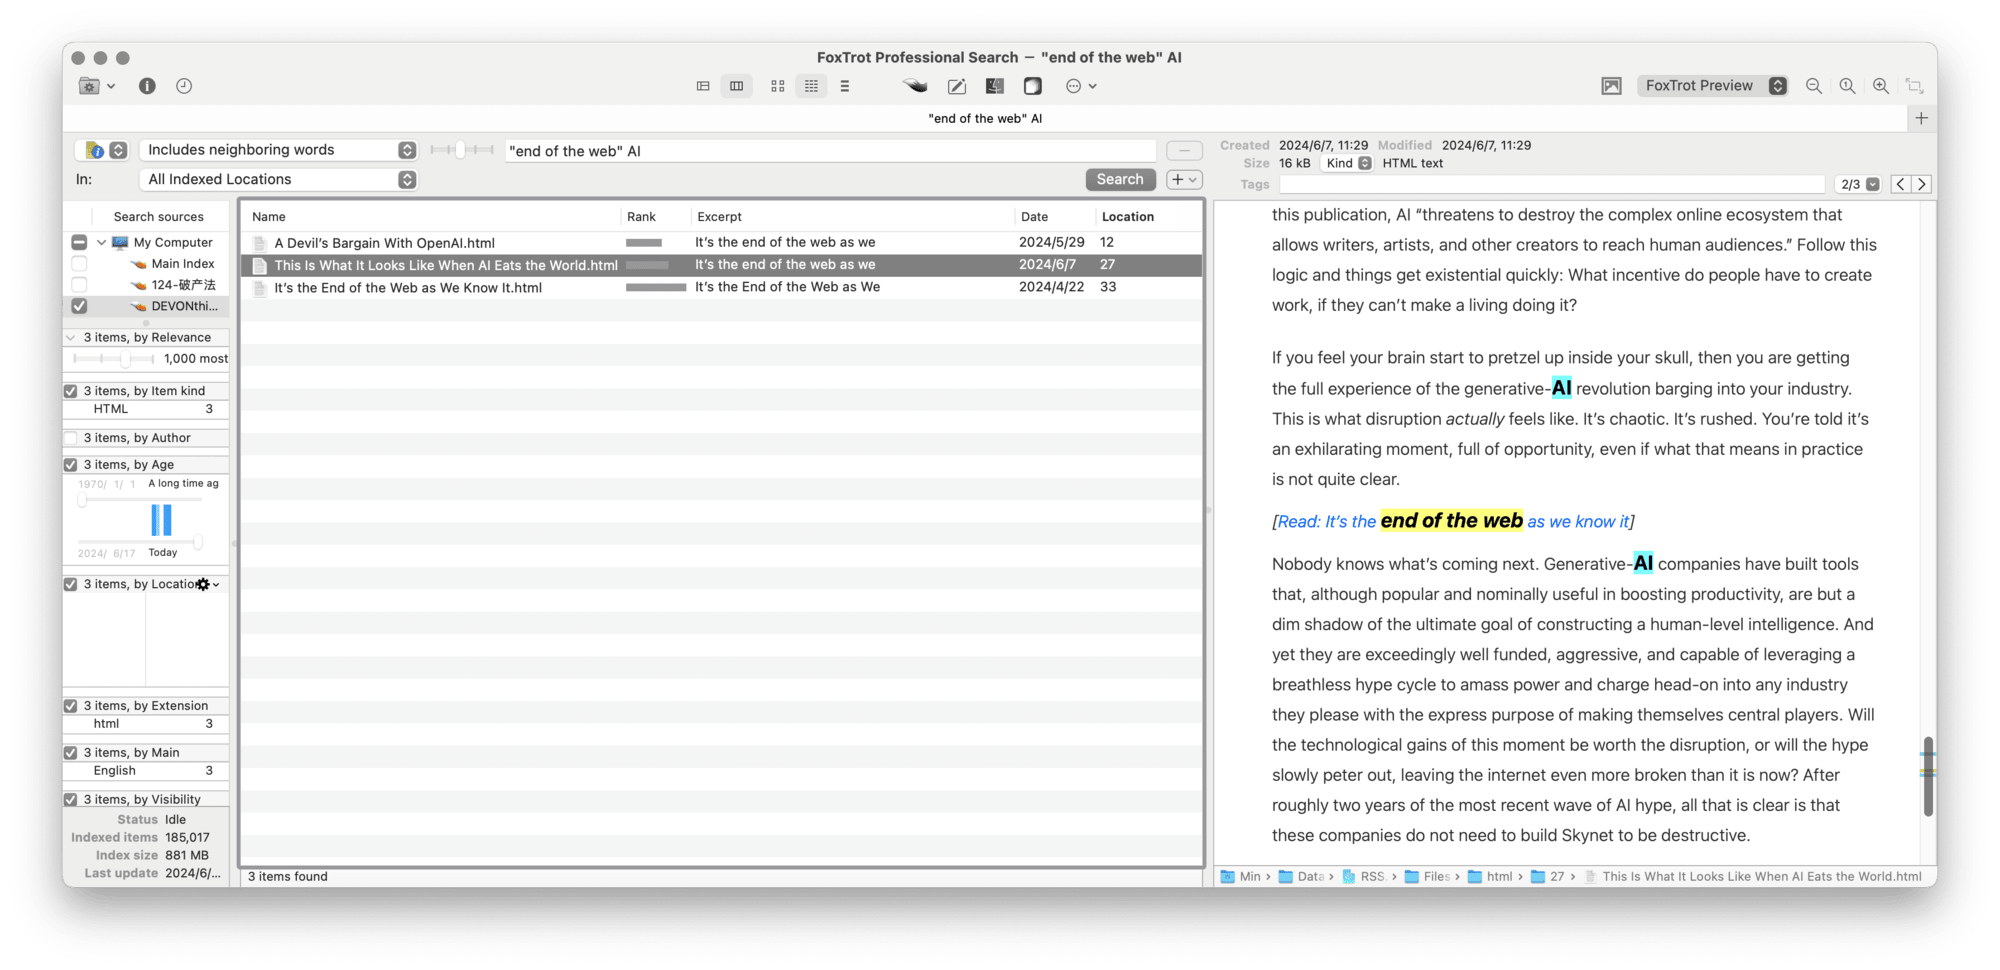 FoxTrot Professional Search — "end of the web" AI
FoxTrot Preview
"end of the web" AI
Includes neighboring words
"end of the web" AI
In:
All Indexed Locations
Search
Created 2024/6/7, 11:29 Modified 2024/6/7, 11:29
Size 16 kB Kind HTML text
Tags
2/3
Search sources
My Computer
Main Index
124-破产法
DEVONthi...
3 items, by Relevance
1,000 most
3 items, by Item kind
HTML 3
3 items, by Author
3 items, by Age
1970/ 1/ 1 A long time ag
2024/ 6/17 Today
3 items, by Locatio
3 items, by Extension
html 3
3 items, by Main
English 3
3 items, by Visibility
Status Idle
Indexed items 185,017
Index size 881 MB
Last update 2024/6/...
Name Rank Excerpt Date Location
A Devil’s Bargain With OpenAI.html It’s the end of the web as we 2024/5/29 12
This Is What It Looks Like When AI Eats the World.html It’s the end of the web as we 2024/6/7 27
It’s the End of the Web as We Know It.html It’s the End of the Web as We 2024/4/22 33
3 items found
this publication, AI “threatens to destroy the complex online ecosystem that
allows writers, artists, and other creators to reach human audiences.” Follow this
logic and things get existential quickly: What incentive do people have to create
work, if they can’t make a living doing it?
If you feel your brain start to pretzel up inside your skull, then you are getting
the full experience of the generative-AI revolution barging into your industry.
This is what disruption actually feels like. It’s chaotic. It’s rushed. You’re told it’s
an exhilarating moment, full of opportunity, even if what that means in practice
is not quite clear.
[Read: It’s the end of the web as we know it]
Nobody knows what’s coming next. Generative-AI companies have built tools
that, although popular and nominally useful in boosting productivity, are but a
dim shadow of the ultimate goal of constructing a human-level intelligence. And
yet they are exceedingly well funded, aggressive, and capable of leveraging a
breathless hype cycle to amass power and charge head-on into any industry
they please with the express purpose of making themselves central players. Will
the technological gains of this moment be worth the disruption, or will the hype
slowly peter out, leaving the internet even more broken than it is now? After
roughly two years of the most recent wave of AI hype, all that is clear is that
these companies do not need to build Skynet to be destructive.
Min › Data › RSS › Files › html › 27 › This Is What It Looks Like When AI Eats the World.html